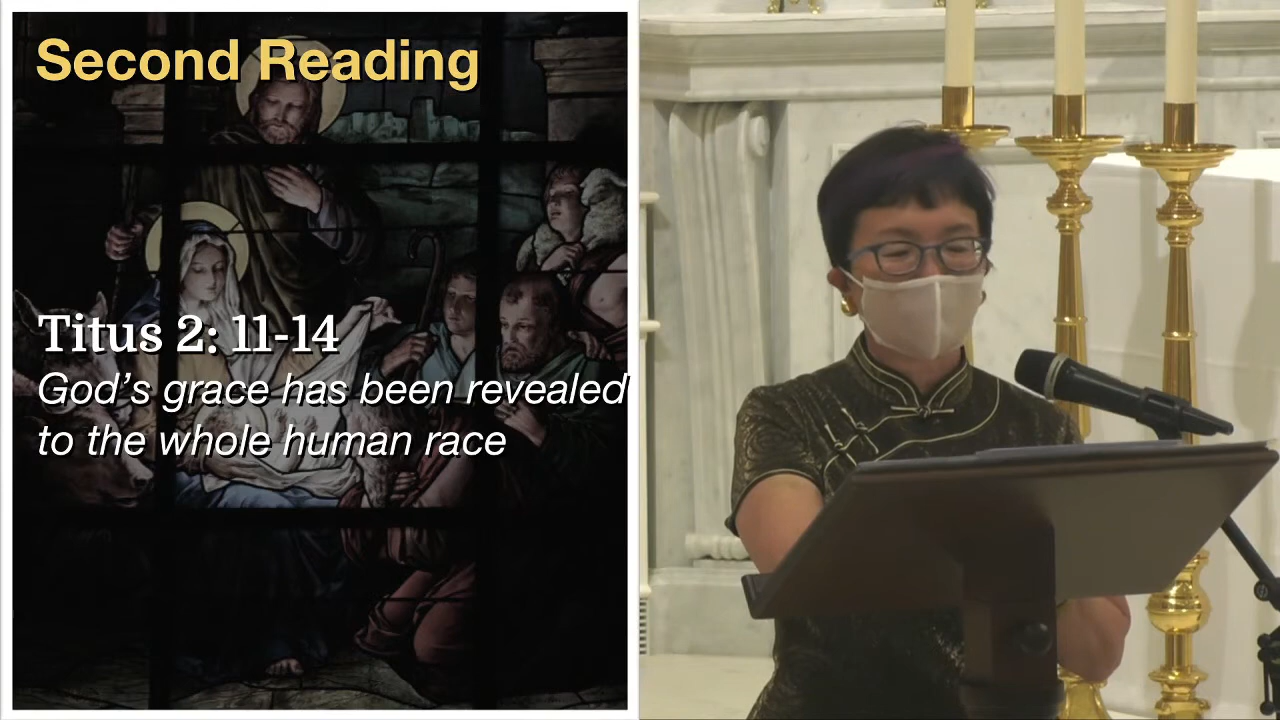 Second Reading
Titus 2: 11-14
God’s grace has been revealed
to the whole human race